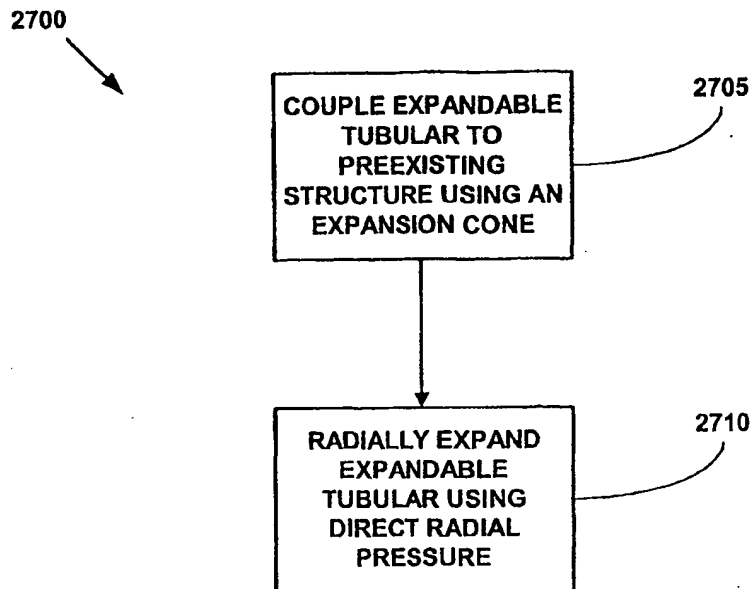 2700
COUPLE EXPANDABLE
TUBULAR TO
PREEXISTING
STRUCTURE USING AN
EXPANSION CONE
2705
RADIALLY EXPAND
EXPANDABLE
TUBULAR USING
DIRECT RADIAL
PRESSURE
2710